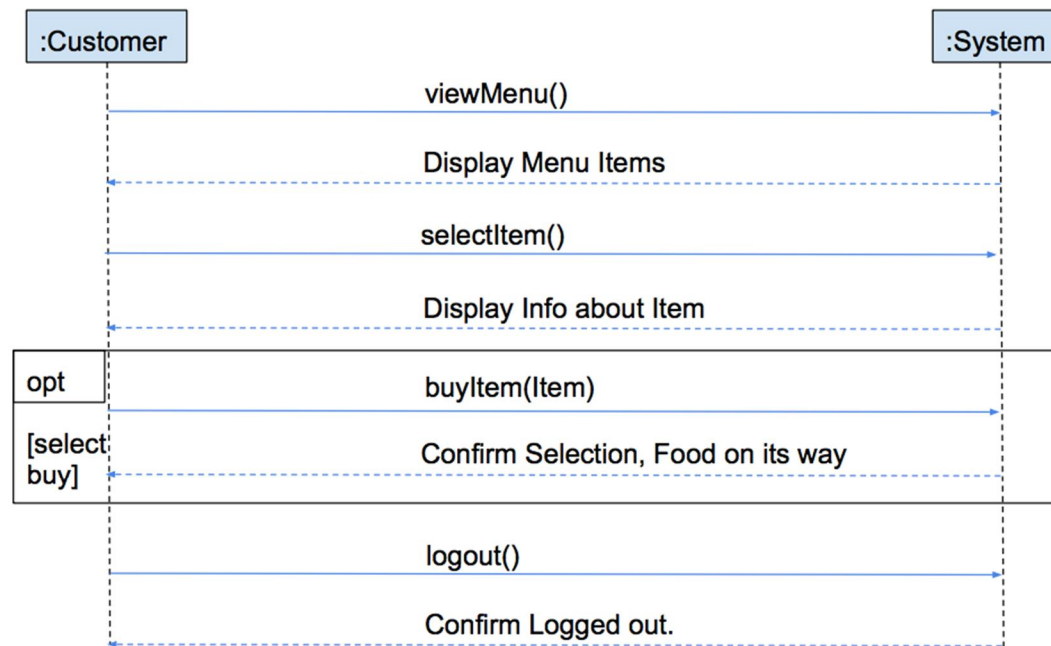 :Customer
:System
viewMenu()
Display Menu Items
selectItem()
Display Info about Item
opt
buyItem(Item)
[select
buy]
Confirm Selection, Food on its way
logout()
Confirm Logged out.